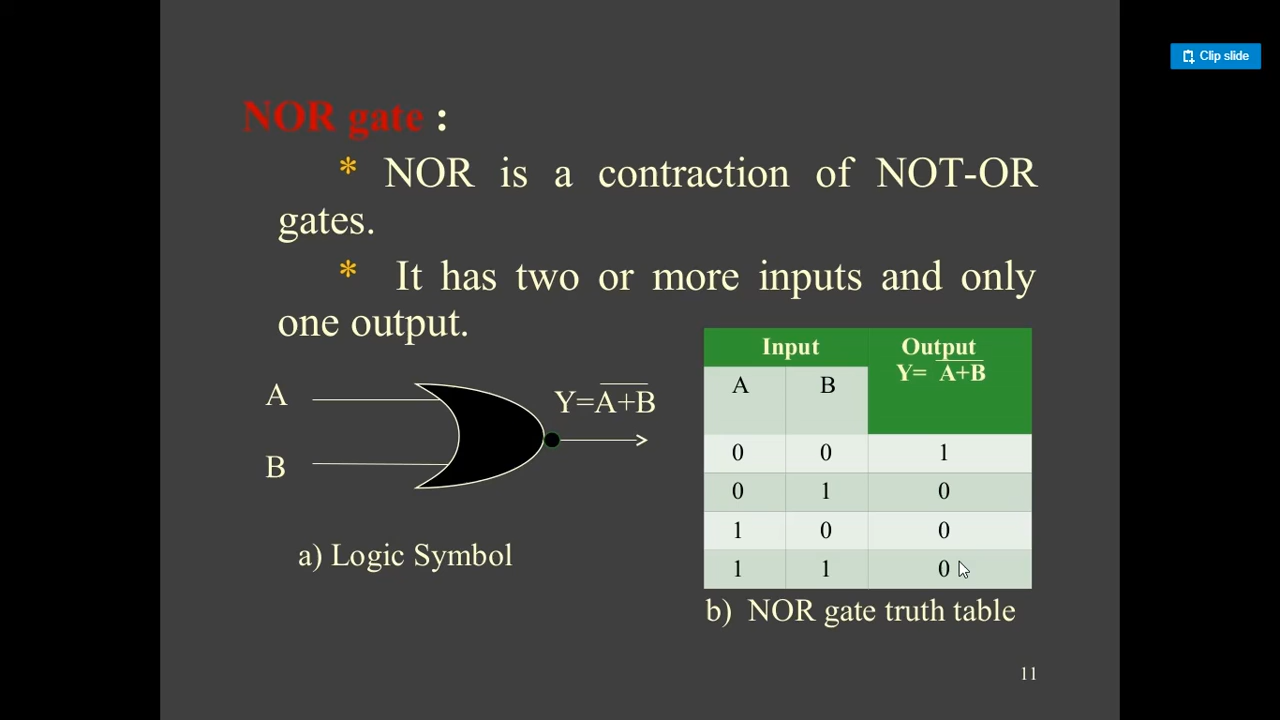 Clip slide
NOR gate :
* NOR is a contraction of NOT-OR
gates.
* It has two or more inputs and only
one output.
A
B
Y=A̅+̅B̅
a) Logic Symbol
Input Output
Y= A̅+̅B̅
A B
0 0 1
0 1 0
1 0 0
1 1 0
b) NOR gate truth table
11